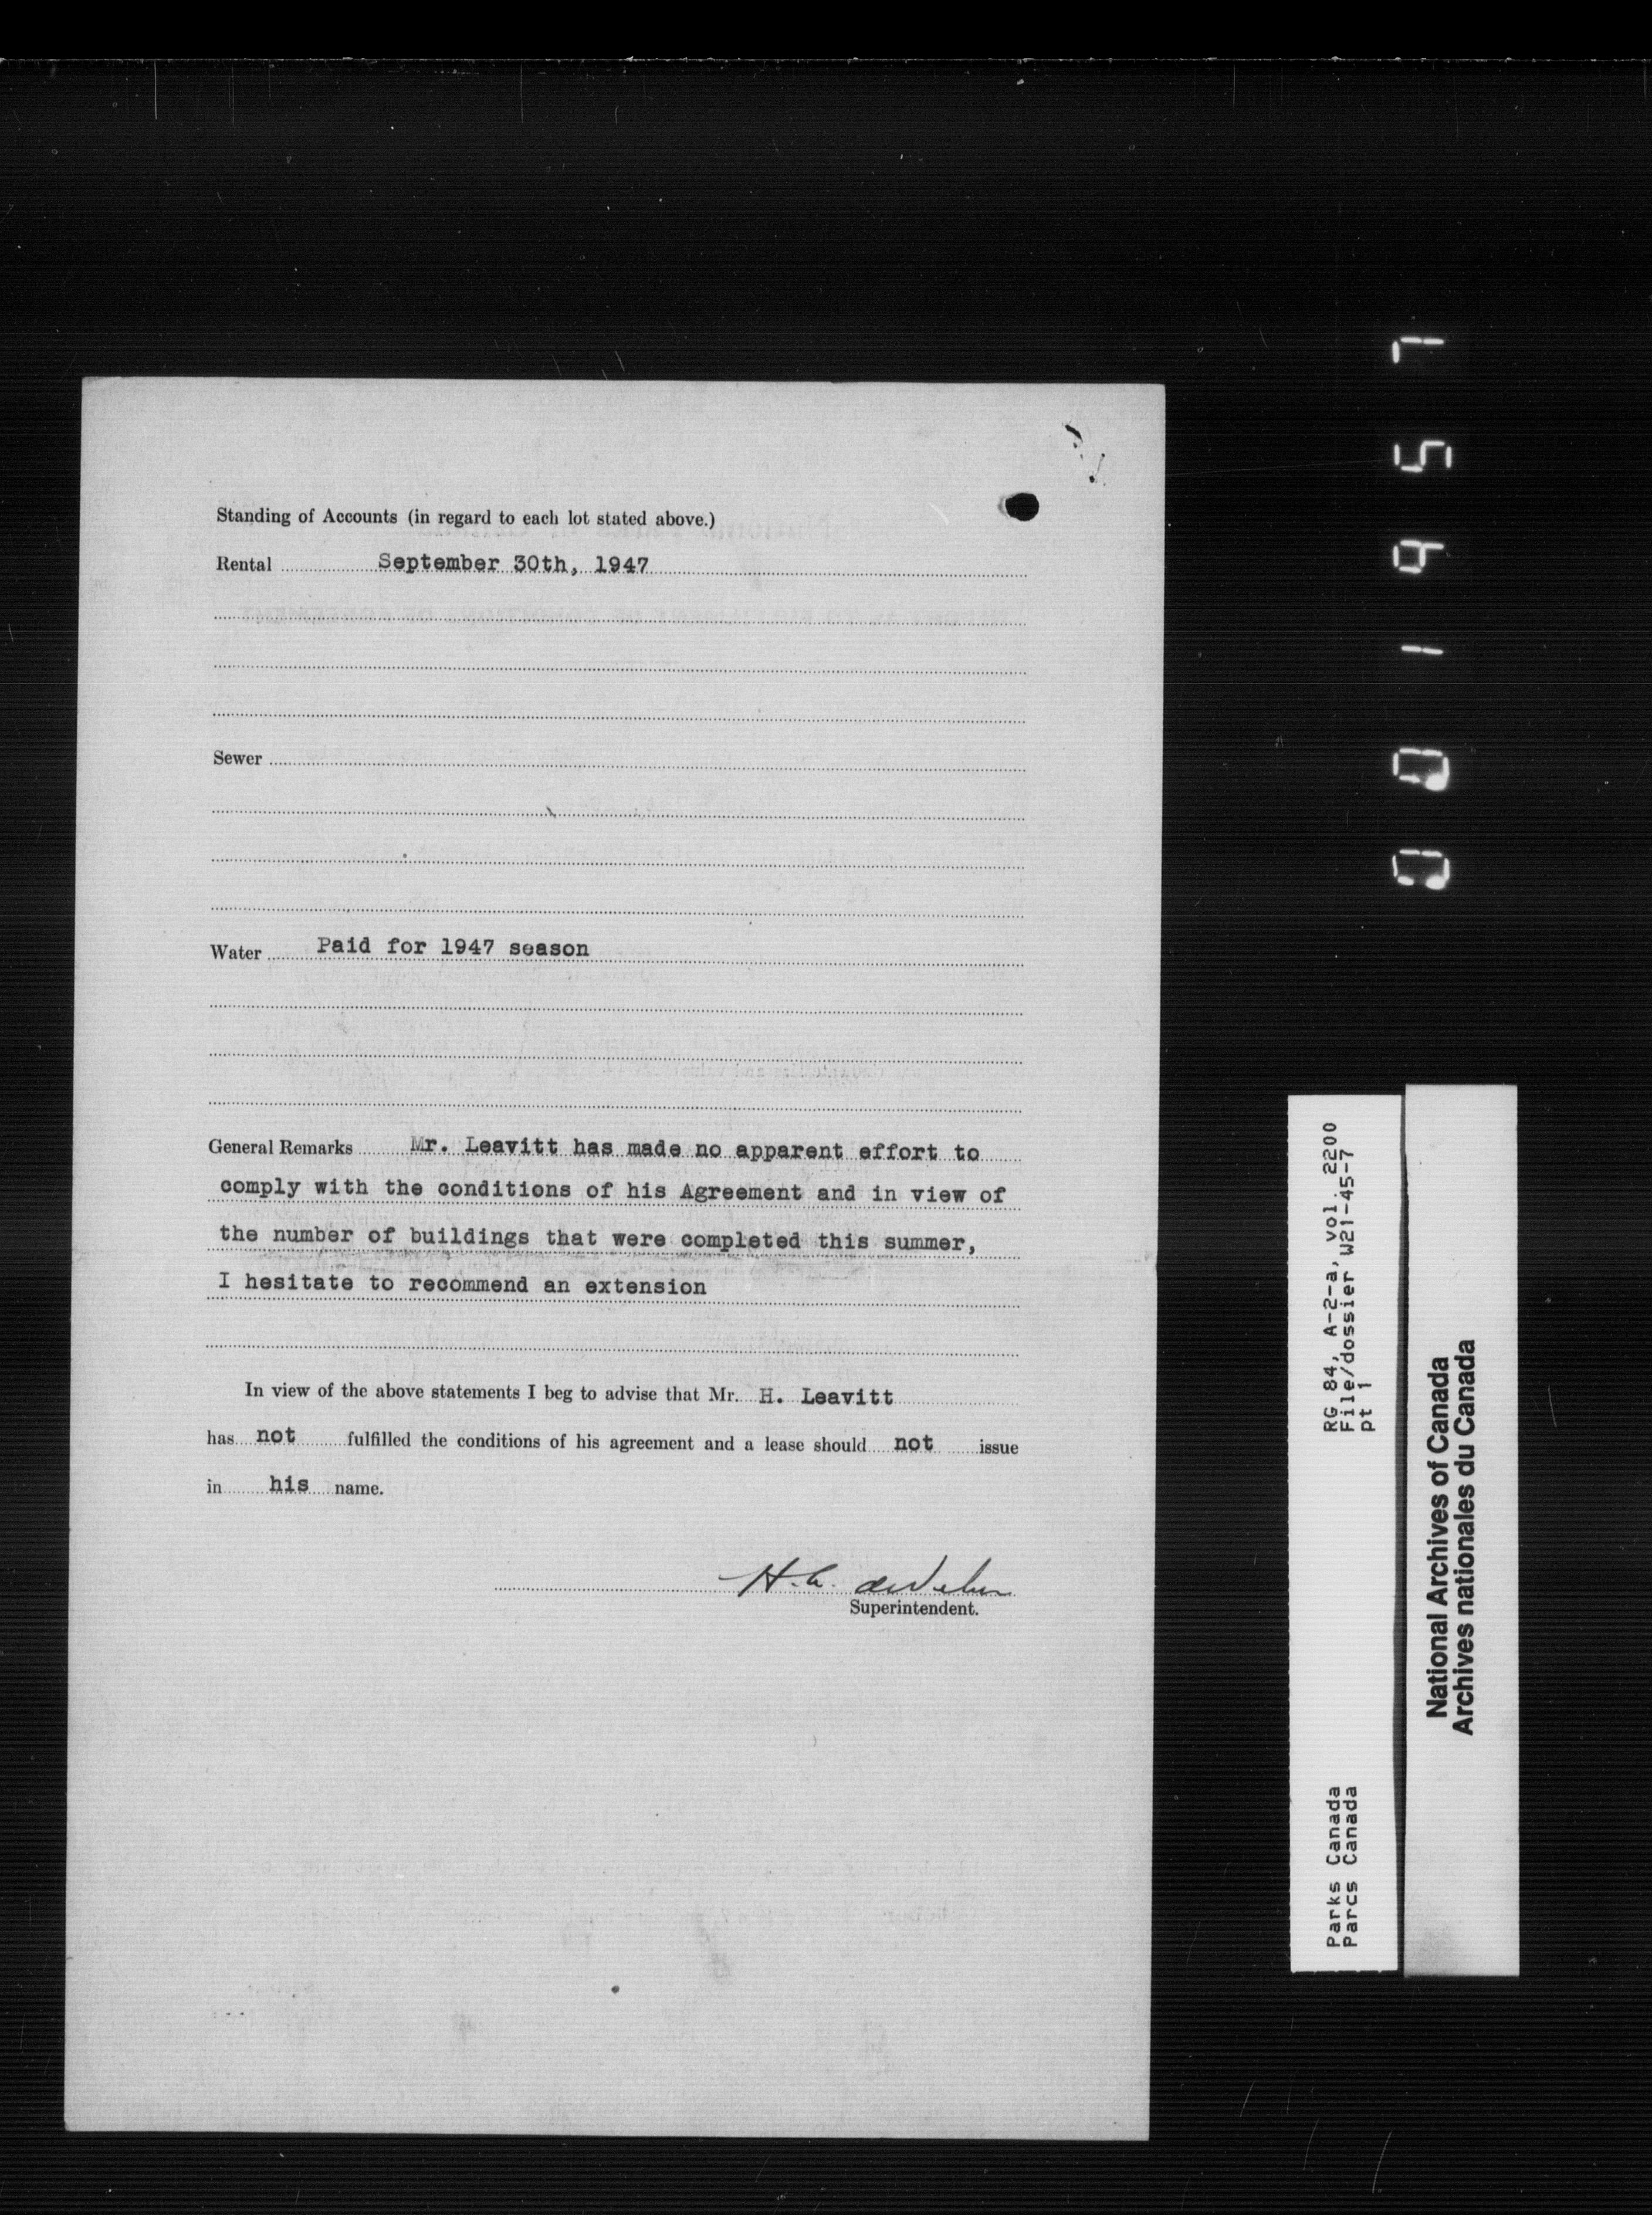 Standing of Accounts (in regard to each lot stated above.)
Rental September 30th, 1947
Sewer
Water Paid for 1947 season
General Remarks Mr. Leavitt has made no apparent effort to
comply with the conditions of his Agreement and in view of
the number of buildings that were completed this summer,
I hesitate to recommend an extension
In view of the above statements I beg to advise that Mr. H. Leavitt
has not fulfilled the conditions of his agreement and a lease should not issue
in his name.
H.A.
Superintendent.
001957
RG 84, A-2-a, vol. 2200
File/dossier W21-45-7
pt 1
Parks Canada
Parcs Canada
National Archives of Canada
Archives nationales du Canada